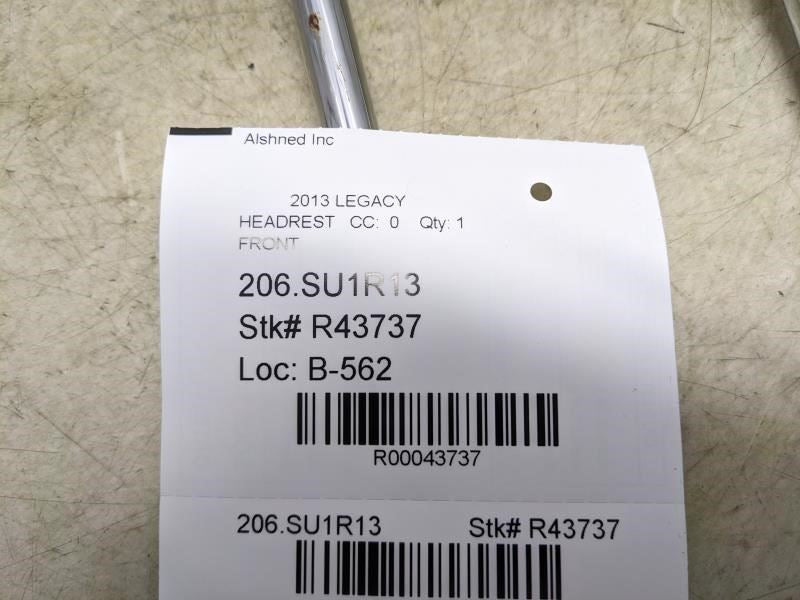 Alshned Inc
2013 LEGACY
HEADREST CC: 0 Qty: 1
FRONT
206.SU1R13
Stk# R43737
Loc: B-562
R00043737
206.SU1R13 Stk# R43737